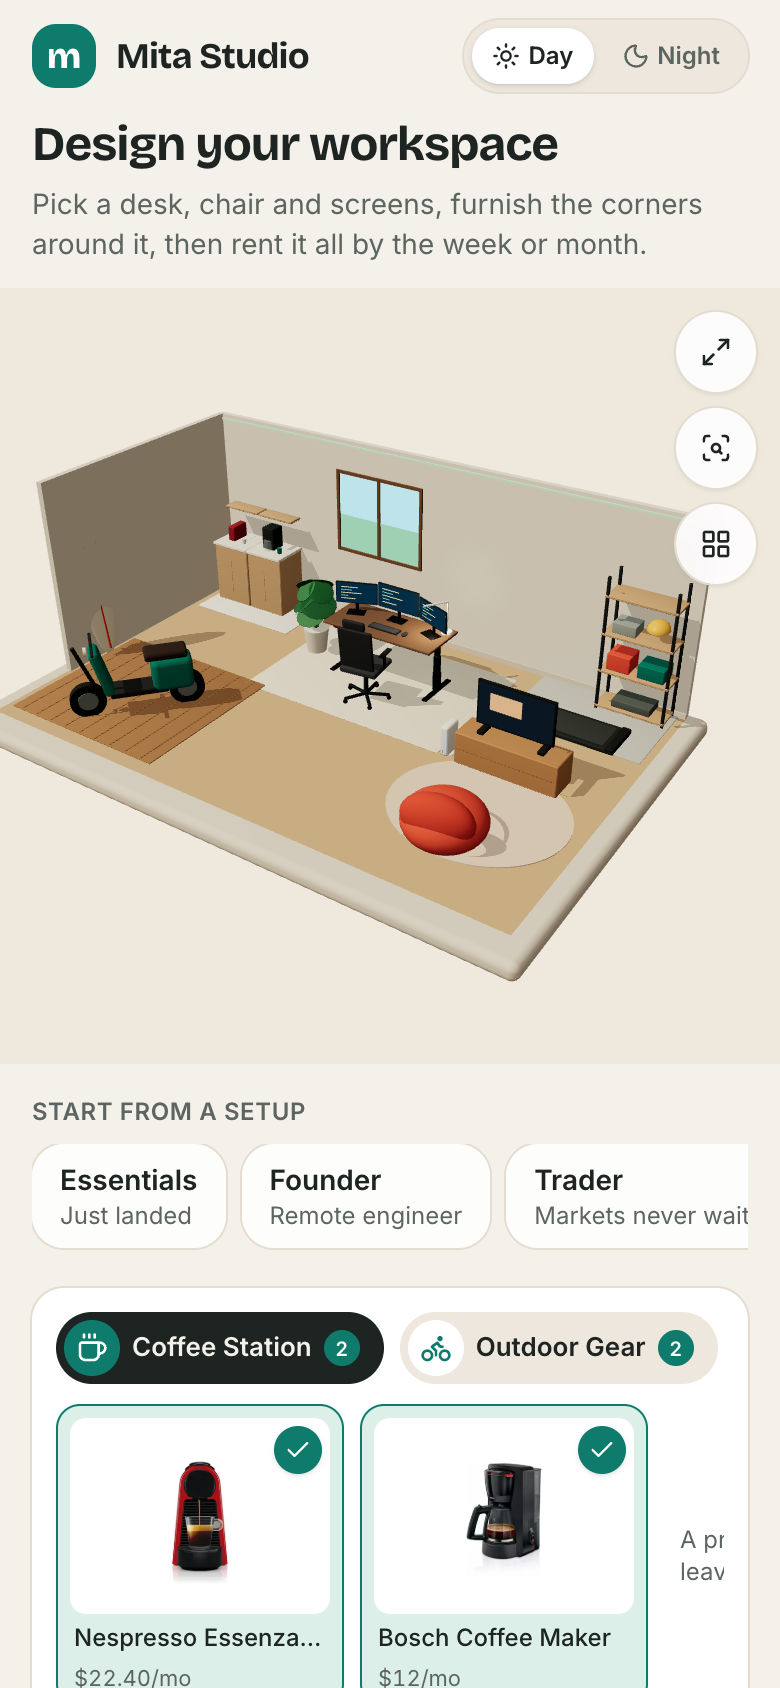 m
Mita Studio
Day
Night
Design your workspace
Pick a desk, chair and screens, furnish the corners
around it, then rent it all by the week or month.
START FROM A SETUP
Essentials
Just landed
Founder
Remote engineer
Trader
Markets never wait
Coffee Station 2
Outdoor Gear 2
A pr
leav
Nespresso Essenza...
$22.40/mo
Bosch Coffee Maker
$12/mo